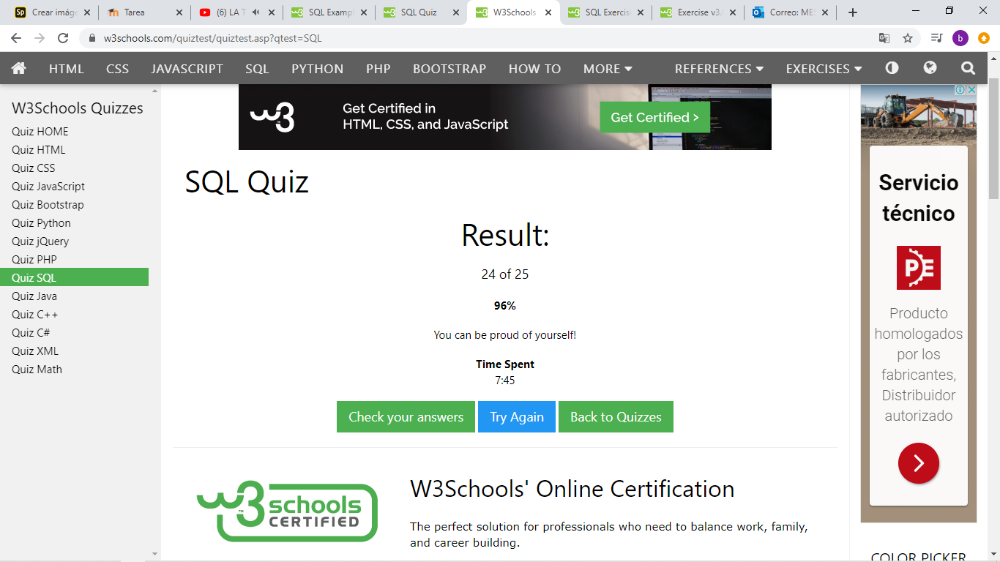 Crear imáge
Tarea
(6) LA T
SQL Examp
SQL Quiz
W3Schools
SQL Exercis
Exercise v3.
Correo: MES
w3schools.com/quiztest/quiztest.asp?qtest=SQL
b
HTML CSS JAVASCRIPT SQL PYTHON PHP BOOTSTRAP HOW TO MORE REFERENCES EXERCISES
W3Schools Quizzes
Quiz HOME
Quiz HTML
Quiz CSS
Quiz JavaScript
Quiz Bootstrap
Quiz Python
Quiz jQuery
Quiz PHP
Quiz SQL
Quiz Java
Quiz C++
Quiz C#
Quiz XML
Quiz Math
w3
Get Certified in
HTML, CSS, and JavaScript
Get Certified >
SQL Quiz
Result:
24 of 25
96%
You can be proud of yourself!
Time Spent
7:45
Check your answers
Try Again
Back to Quizzes
w3schools
CERTIFIED
TM
W3Schools' Online Certification
The perfect solution for professionals who need to balance work, family,
and career building.
Servicio
técnico
PE
Producto
homologados
por los
fabricantes,
Distribuidor
autorizado
COLOR PICKER